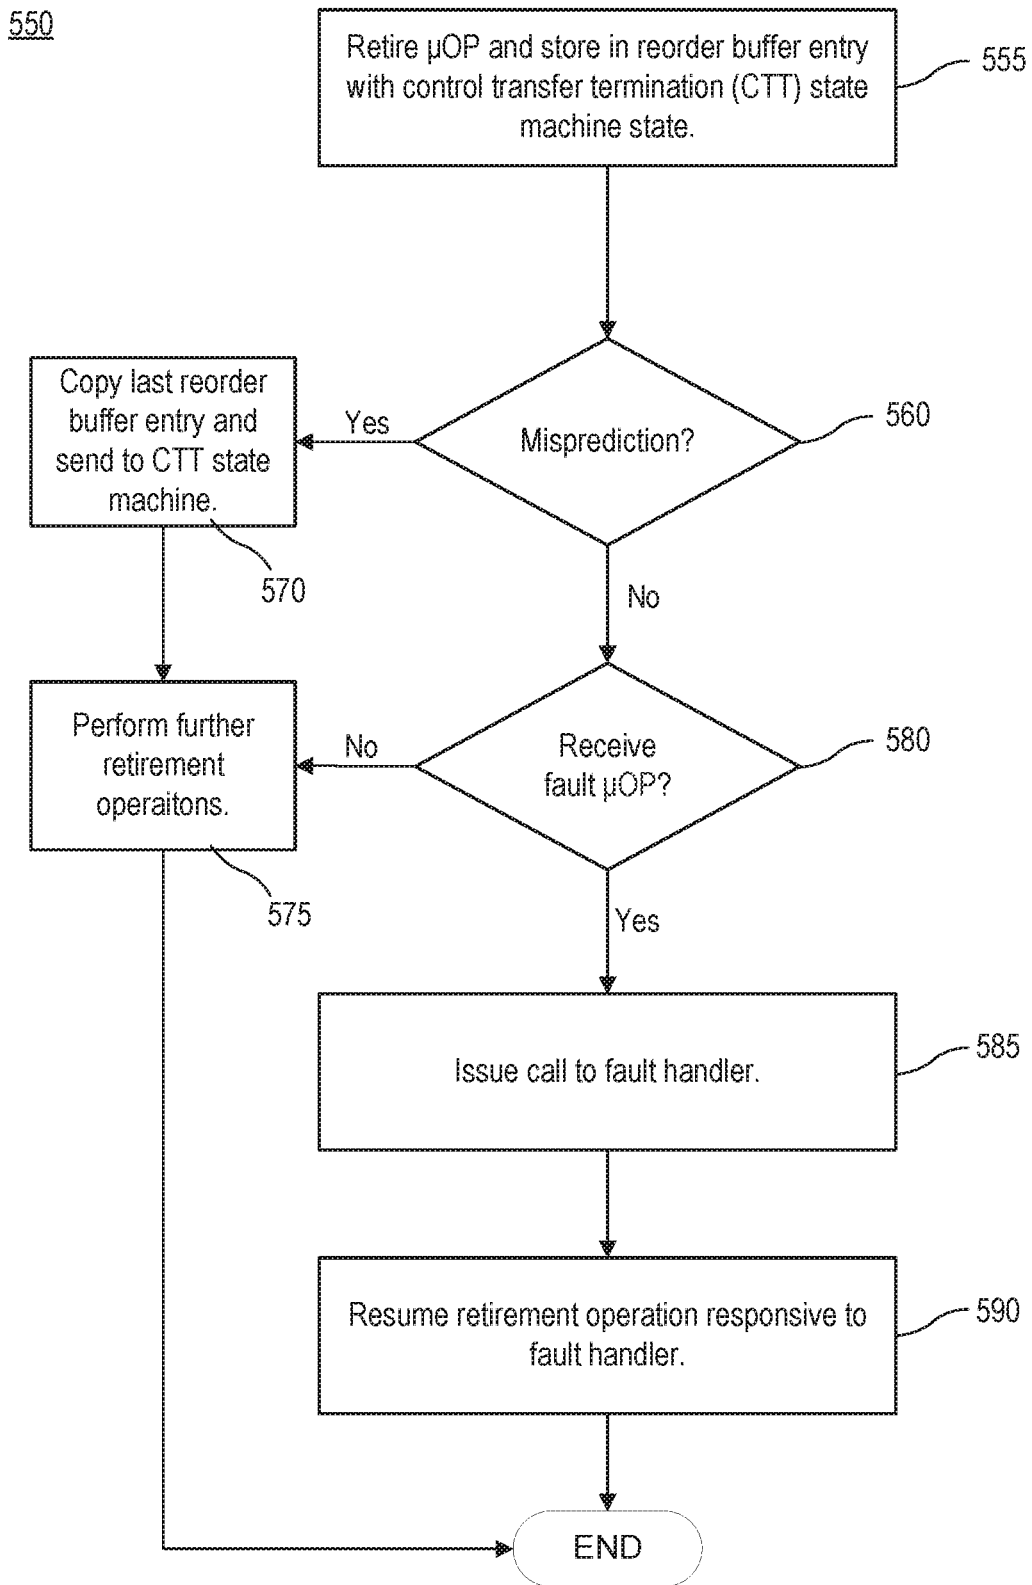 550
Retire µOP and store in reorder buffer entry
with control transfer termination (CTT) state
machine state.
555
Misprediction?
560
Yes
Copy last reorder
buffer entry and
send to CTT state
machine.
570
No
Receive
fault µOP?
580
No
Perform further
retirement
operaitons.
575
Yes
Issue call to fault handler.
585
Resume retirement operation responsive to
fault handler.
590
END